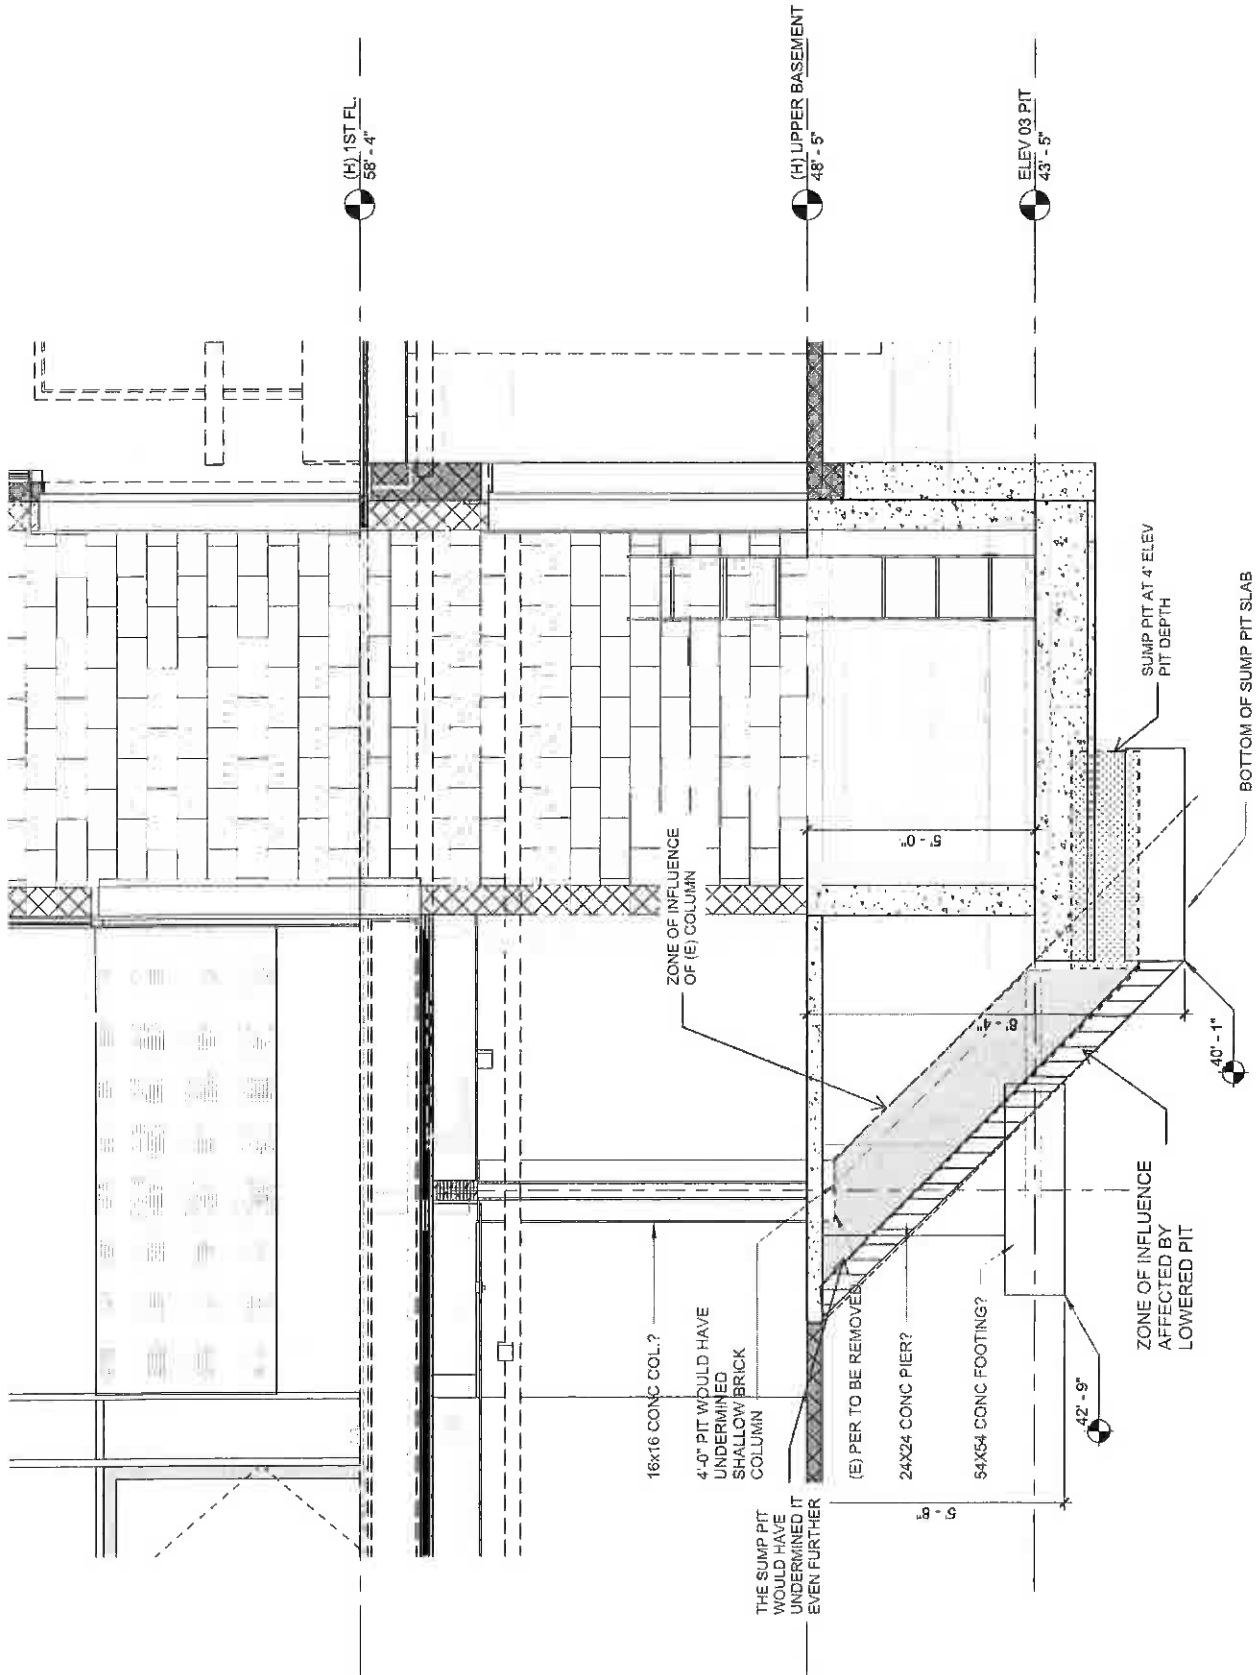 (H) 1ST FL.
58' - 4"
(H) UPPER BASEMENT
48' - 5"
ELEV 03 PIT
43' - 5"
ZONE OF INFLUENCE
OF (E) COLUMN
5' - 0"
8' - 4"
SUMP PIT AT 4' ELEV
PIT DEPTH
BOTTOM OF SUMP PIT SLAB
40' - 1"
16x16 CONC COL.?
4'-0" PIT WOULD HAVE
UNDERMINED
SHALLOW BRICK
COLUMN
THE SUMP PIT
WOULD HAVE
UNDERMINED IT
EVEN FURTHER
(E) PER TO BE REMOVED
24X24 CONC PIER?
54X54 CONC FOOTING?
5' - 8"
42' - 9"
ZONE OF INFLUENCE
AFFECTED BY
LOWERED PIT